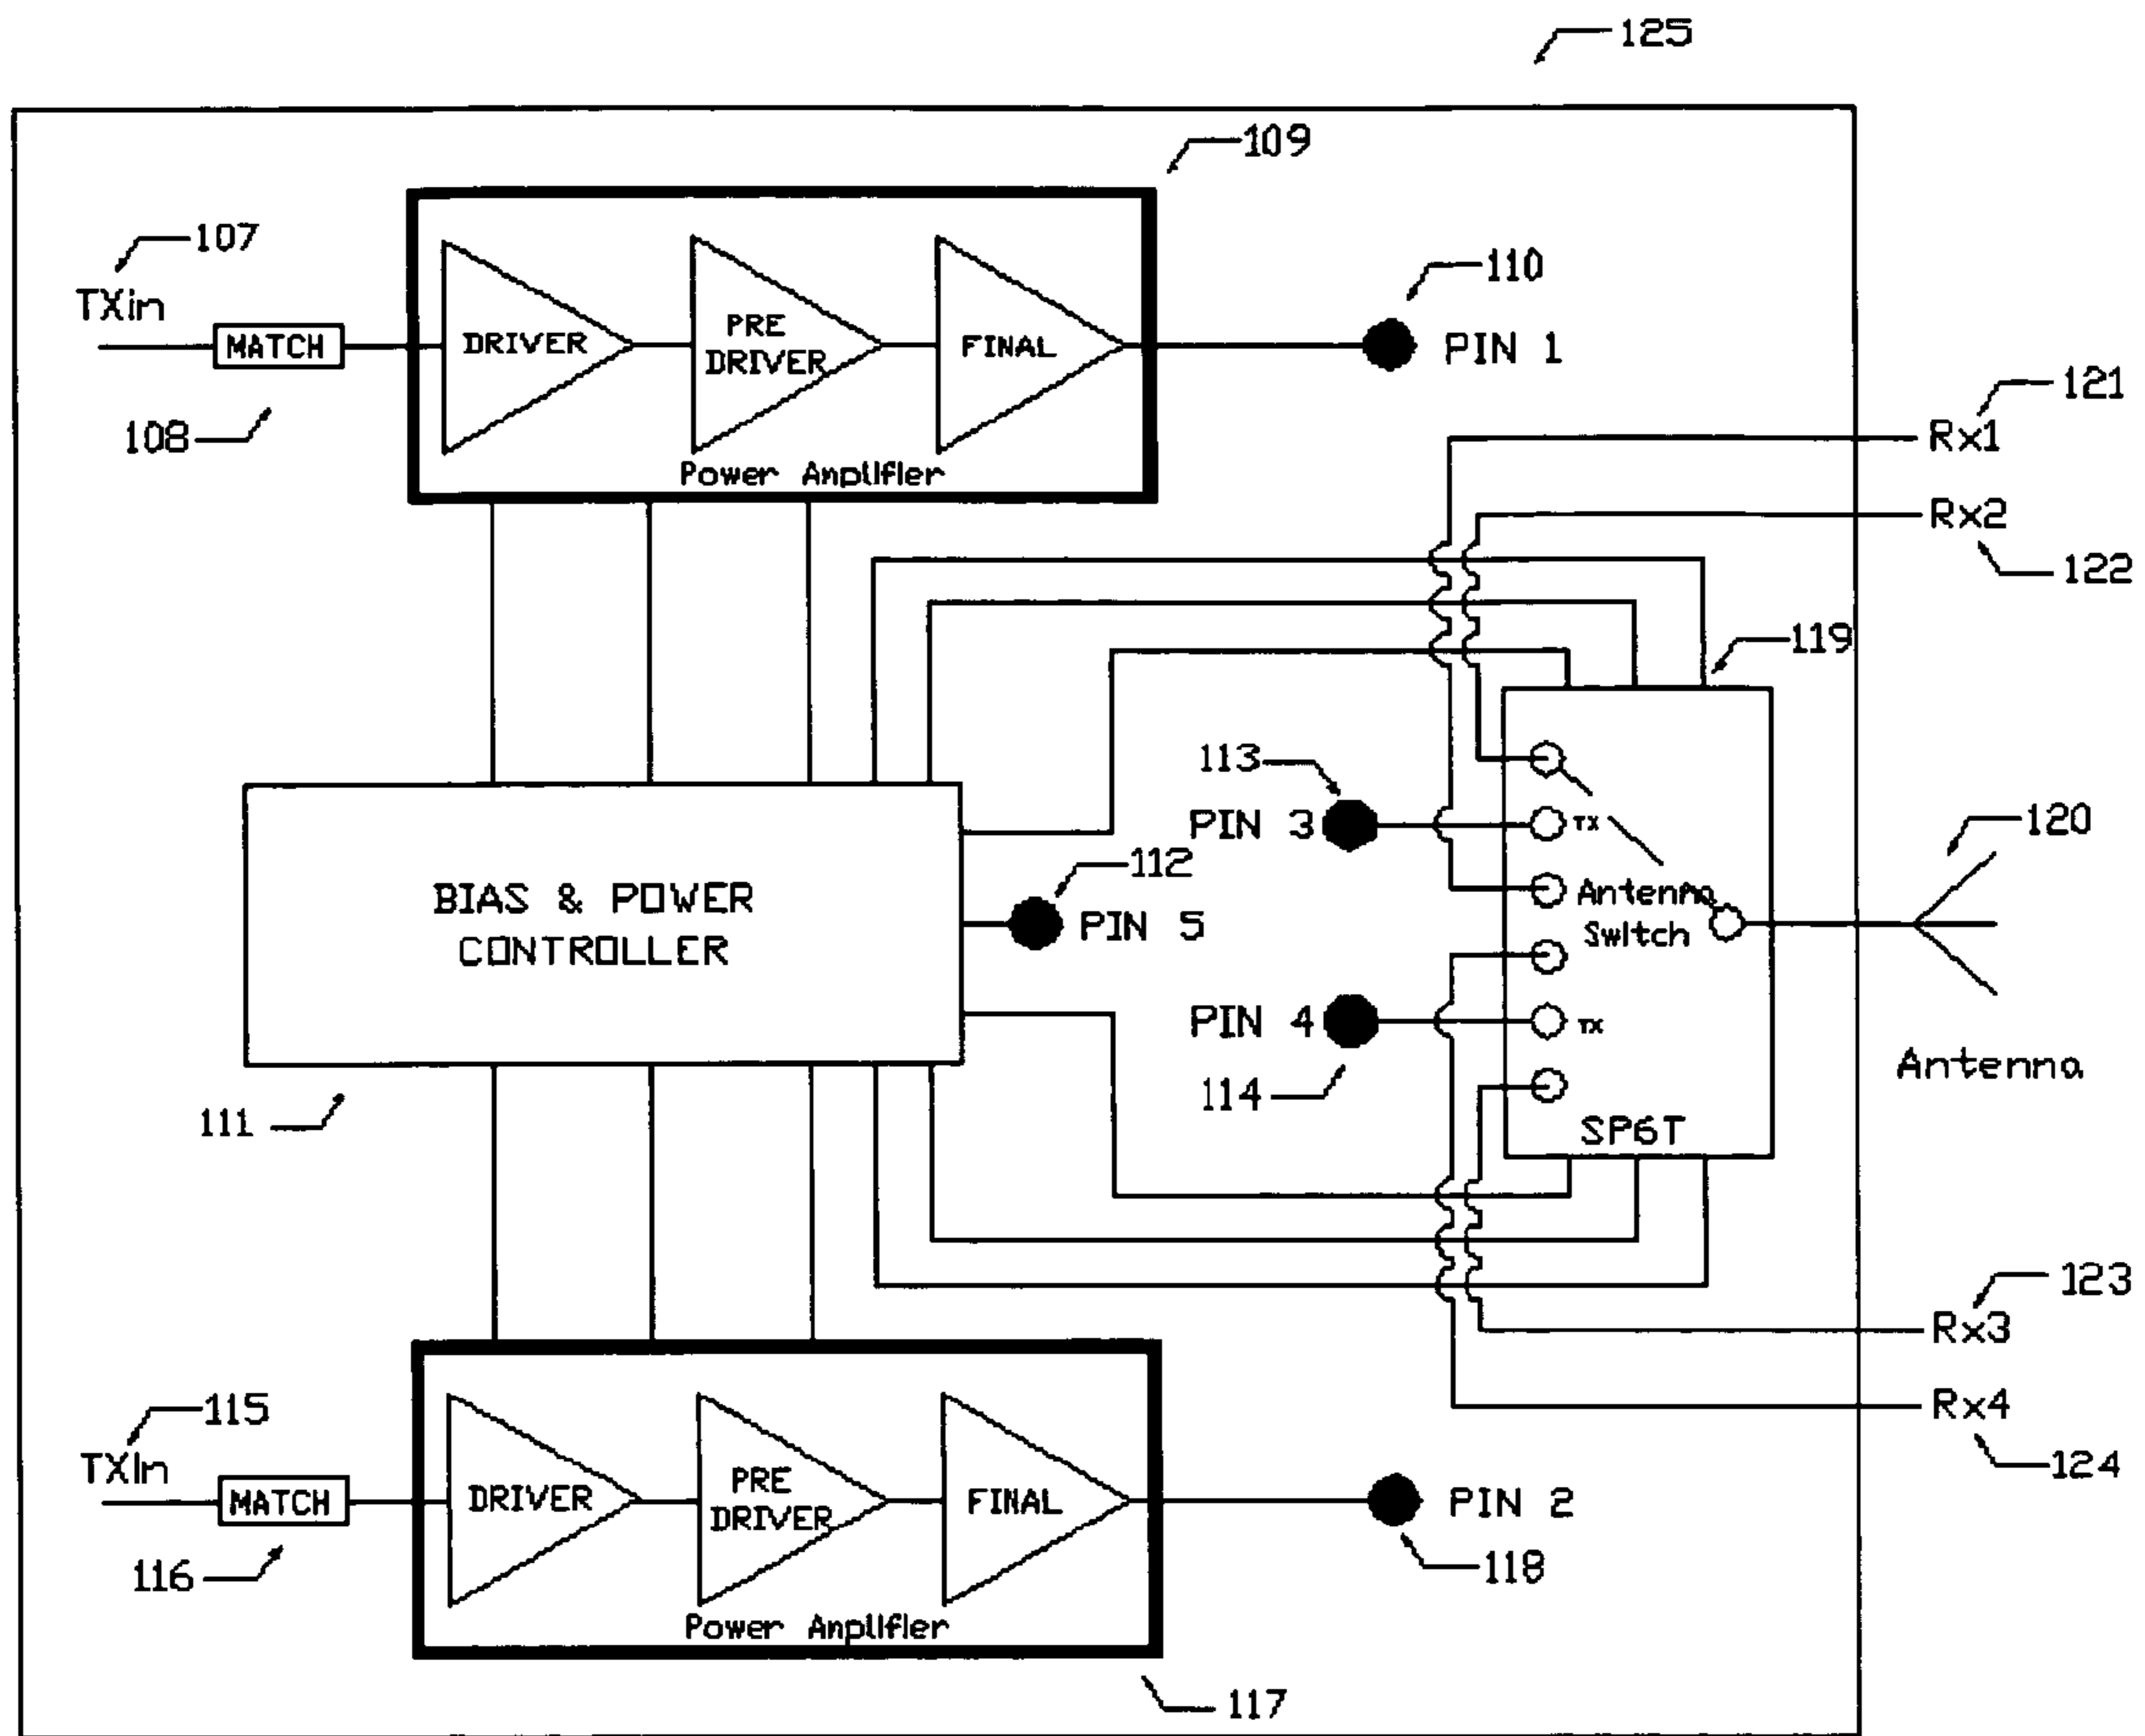 125
109
107
TXin
MATCH
108
DRIVER
PRE
DRIVER
FINAL
Power Amplifier
110
PIN 1
121
Rx1
Rx2
122
119
113
PIN 3
TX
120
112
BIAS & POWER
CONTROLLER
PIN 5
Antenna
Switch
PIN 4
TX
114
Antenna
111
SP6T
123
Rx3
115
TXin
Rx4
124
MATCH
116
DRIVER
PRE
DRIVER
FINAL
Power Amplifier
PIN 2
118
117